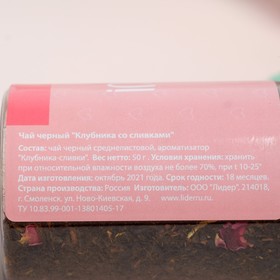 Чай черный "Клубника со сливками"
Состав: чай черный среднелистовой, ароматизатор
"Клубника-сливки". Вес нетто: 50 г. Условия хранения: хранить
при относительной влажности воздуха не более 70%, при t 10-25°
Дата изготовления: октябрь 2021 года. Срок годности: 18 месяцев.
Страна производства: Россия Изготовитель: ООО "Лидер", 214018,
г. Смоленск, ул. Ново-Киевская, д. 9. www.liderru.ru
ТУ 10.83.99-001-13801405-17